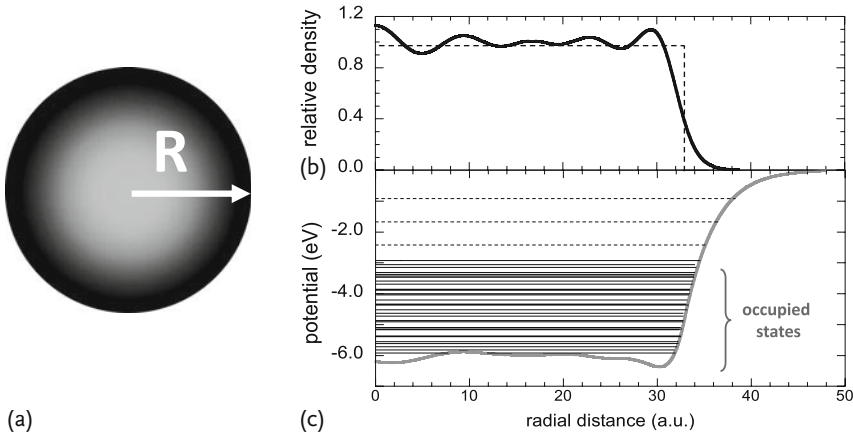 R
(a)
1.2
0.8
0.4
0.0
relative density
(b)
-2.0
-4.0
-6.0
potential (eV)
occupied
states
0
10
20
30
40
50
radial distance (a.u.)
(c)